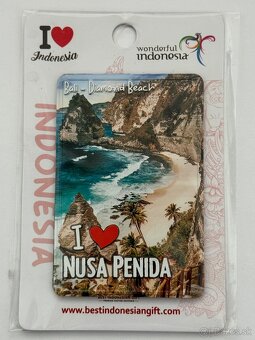 I ❤
Indonesia
wonderful
indonesia
Bali - Diamond Beach
INDONESIA
I ❤
NUSA PENIDA
www.bestindonesiangift.com